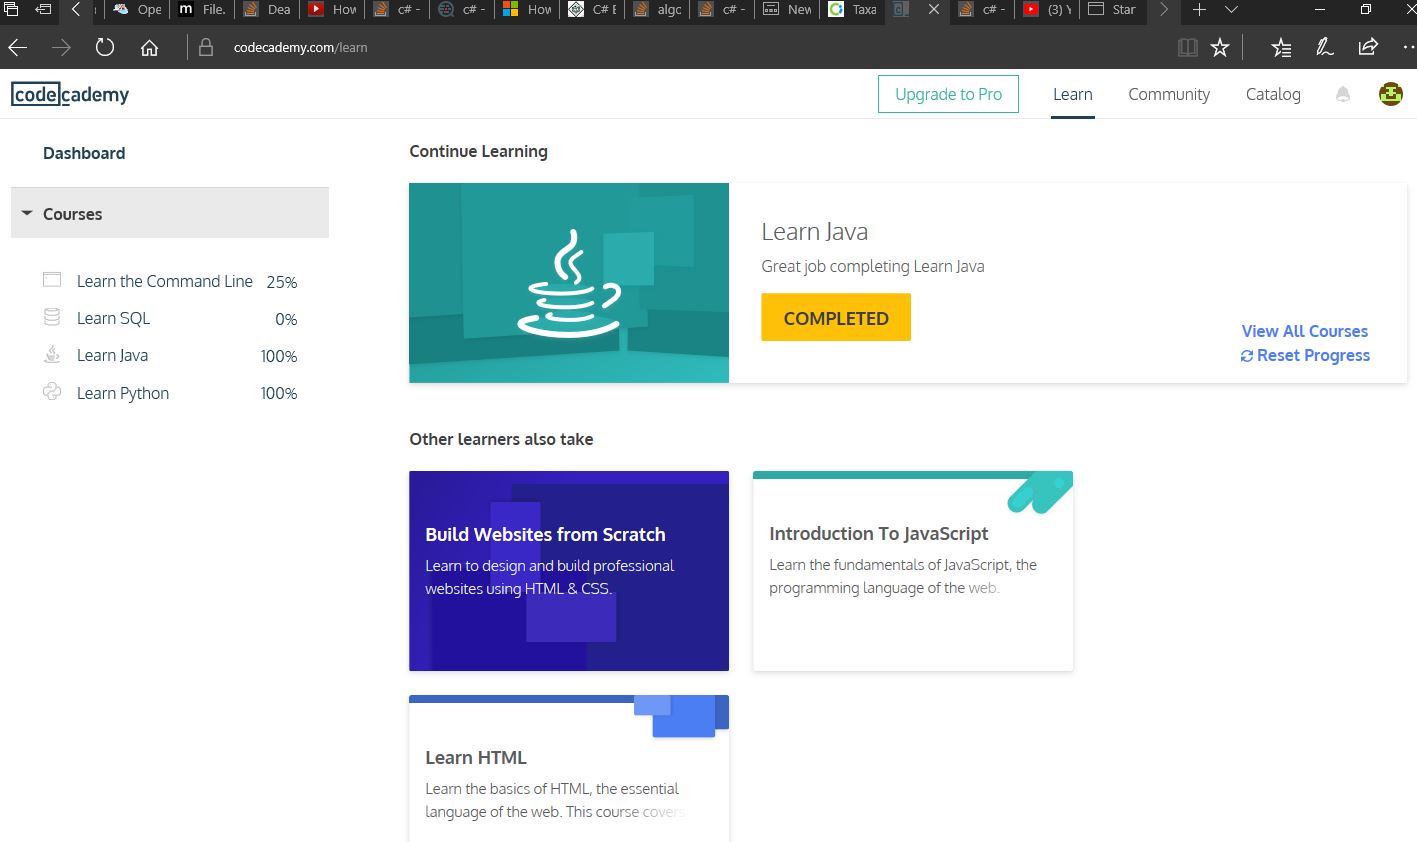 Ope
m File.
Dea
How
c# -
c# -
How
C# E
algc
c# -
New
Taxa
c# -
(3) Y
Star
codecademy.com/learn
codecademy
Upgrade to Pro
Learn
Community
Catalog
Dashboard
Courses
Learn the Command Line 25%
Learn SQL 0%
Learn Java 100%
Learn Python 100%
Continue Learning
Learn Java
Great job completing Learn Java
COMPLETED
View All Courses
Reset Progress
Other learners also take
Build Websites from Scratch
Learn to design and build professional
websites using HTML & CSS.
Introduction To JavaScript
Learn the fundamentals of JavaScript, the
programming language of the web.
Learn HTML
Learn the basics of HTML, the essential
language of the web. This course covers